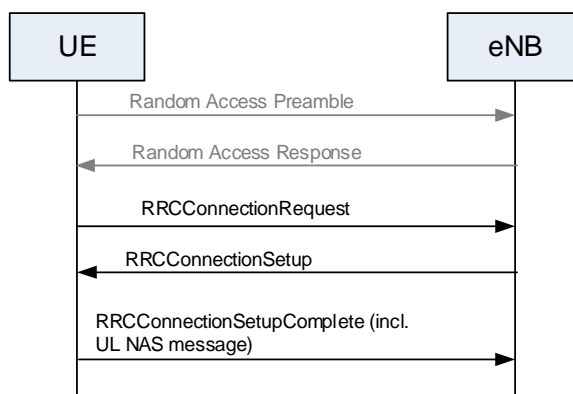 UE
eNB
Random Access Preamble
Random Access Response
RRCConnectionRequest
RRCConnectionSetup
RRCConnectionSetupComplete (incl.
UL NAS message)